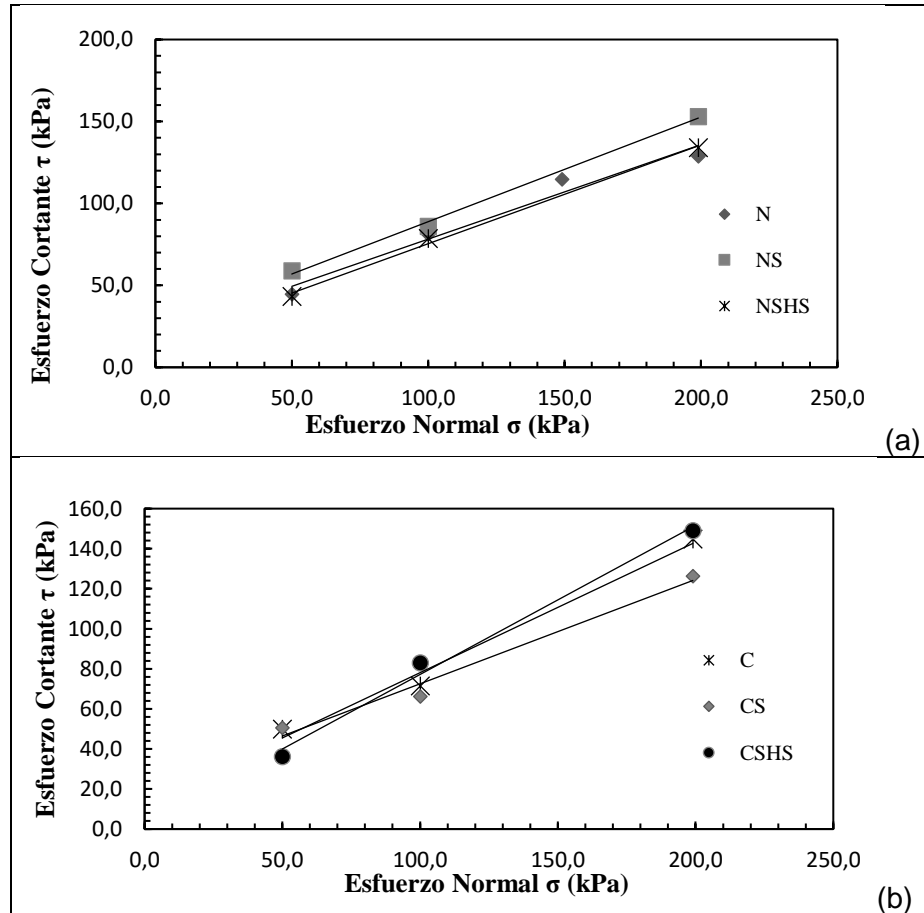 200,0
150,0
100,0
50,0
0,0
Esfuerzo Cortante τ (kPa)
N
NS
NSHS
0,0 50,0 100,0 150,0 200,0 250,0
Esfuerzo Normal σ (kPa)
(a)
160,0
140,0
120,0
100,0
80,0
60,0
40,0
20,0
0,0
Esfuerzo Cortante τ (kPa)
C
CS
CSHS
0,0 50,0 100,0 150,0 200,0 250,0
Esfuerzo Normal σ (kPa)
(b)